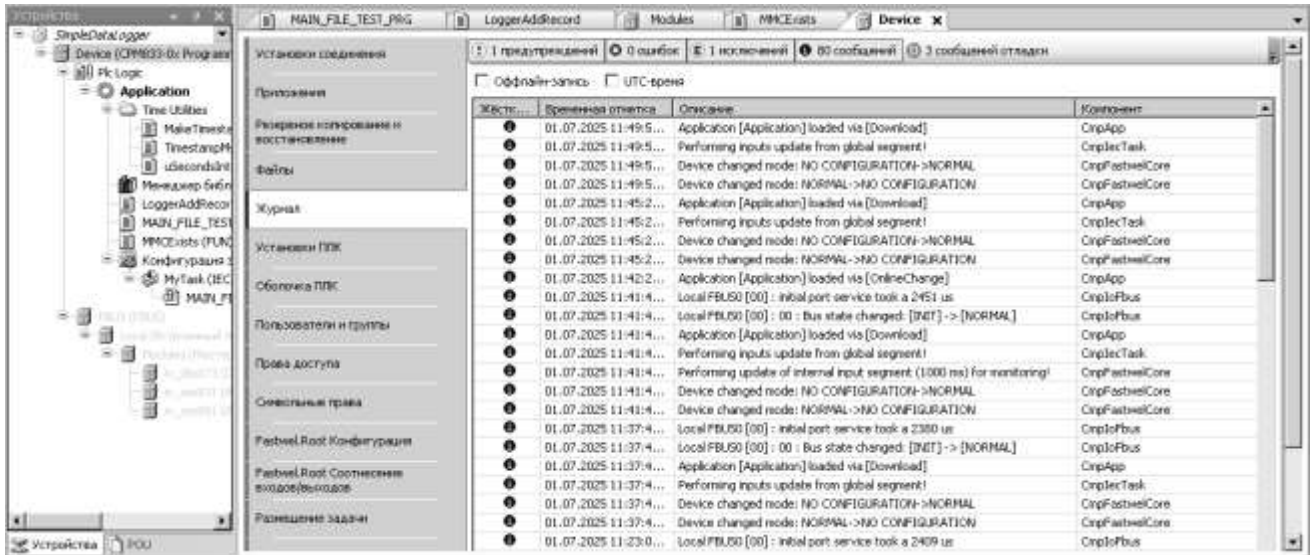 Устройства
SimpleDataLogger
Device (CPM833-0x Programm
Plc Logic
Application
Time Utilities
MakeTimeste
TimestampM
uSecondsInt
Менеджер библ
LoggerAddRecor
MAIN_FILE_TEST
MMCExists (FUNC
Конфигурация з
MyTask (IEC
MAIN_FI
Устройства POU
MAIN_FILE_TEST_PRG LoggerAddRecord Modules MMCExists Device
Установки соединения
Приложения
Резервное копирование и
восстановление
Файлы
Журнал
Установки ПЛК
Оболочка ПЛК
Пользователи и группы
Права доступа
Символьные права
Fastwel.Root Конфигурация
Fastwel.Root Соотнесение
входов/выходов
Размещение задачи
1 предупреждений 0 ошибок 1 исключений 80 сообщений 3 сообщений отладки
Оффлайн-запись UTC-время
Жёстк... Временная отметка Описание Компонент
01.07.2025 11:49:5... Application [Application] loaded via [Download] CmpApp
01.07.2025 11:49:5... Performing inputs update from global segment! CmpIecTask
01.07.2025 11:49:5... Device changed mode: NO CONFIGURATION->NORMAL CmpFastwelCore
01.07.2025 11:49:5... Device changed mode: NORMAL->NO CONFIGURATION CmpFastwelCore
01.07.2025 11:45:2... Application [Application] loaded via [Download] CmpApp
01.07.2025 11:45:2... Performing inputs update from global segment! CmpIecTask
01.07.2025 11:45:2... Device changed mode: NO CONFIGURATION->NORMAL CmpFastwelCore
01.07.2025 11:45:2... Device changed mode: NORMAL->NO CONFIGURATION CmpFastwelCore
01.07.2025 11:42:2... Application [Application] loaded via [OnlineChange] CmpApp
01.07.2025 11:41:4... Local FBUS0 [00] : initial port service took a 2451 us CmpIoFbus
01.07.2025 11:41:4... Local FBUS0 [00] : 00 : Bus state changed: [INIT] -> [NORMAL] CmpIoFbus
01.07.2025 11:41:4... Application [Application] loaded via [Download] CmpApp
01.07.2025 11:41:4... Performing inputs update from global segment! CmpIecTask
01.07.2025 11:41:4... Performing update of internal input segment (1000 ms) for monitoring! CmpFastwelCore
01.07.2025 11:41:4... Device changed mode: NO CONFIGURATION->NORMAL CmpFastwelCore
01.07.2025 11:41:4... Device changed mode: NORMAL->NO CONFIGURATION CmpFastwelCore
01.07.2025 11:37:4... Local FBUS0 [00] : initial port service took a 2380 us CmpIoFbus
01.07.2025 11:37:4... Local FBUS0 [00] : 00 : Bus state changed: [INIT] -> [NORMAL] CmpIoFbus
01.07.2025 11:37:4... Application [Application] loaded via [Download] CmpApp
01.07.2025 11:37:4... Performing inputs update from global segment! CmpIecTask
01.07.2025 11:37:4... Device changed mode: NO CONFIGURATION->NORMAL CmpFastwelCore
01.07.2025 11:37:4... Device changed mode: NORMAL->NO CONFIGURATION CmpFastwelCore
01.07.2025 11:23:0... Local FBUS0 [00] : initial port service took a 2409 us CmpIoFbus